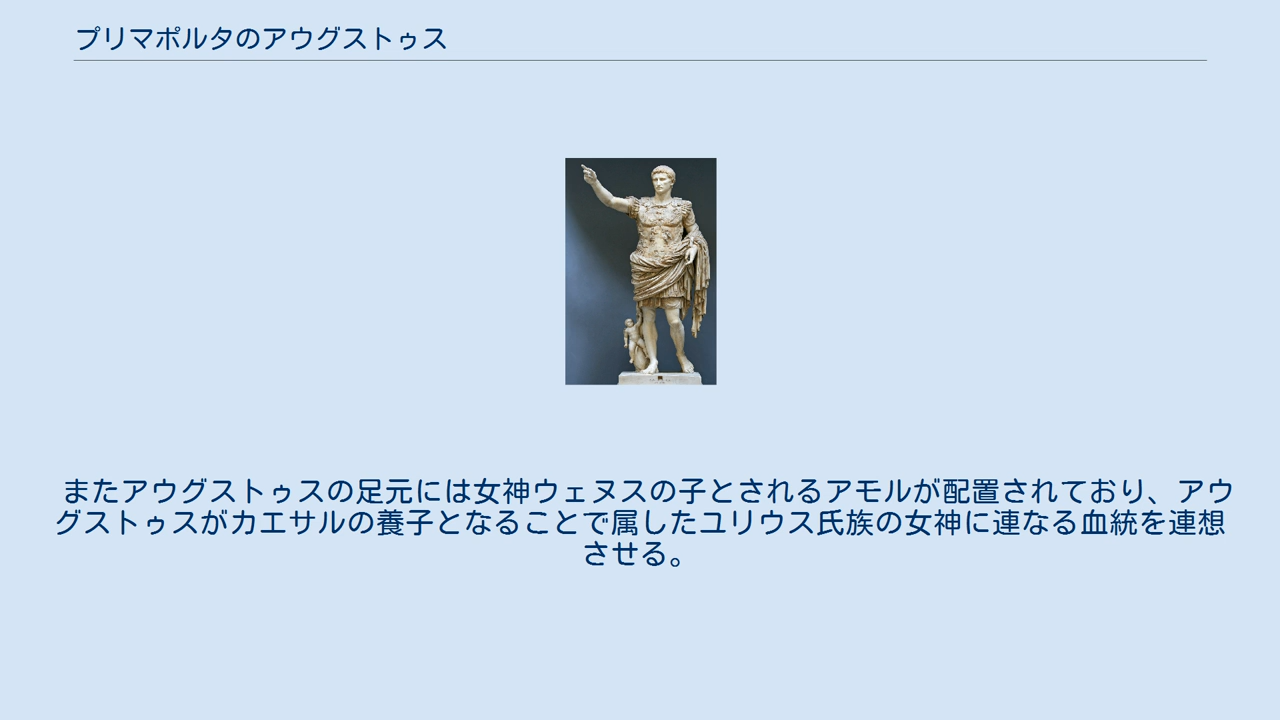 プリマポルタのアウグストゥス
またアウグストゥスの足元には女神ウェヌスの子とされるアモルが配置されており、アウ
グストゥスがカエサルの養子となることで属したユリウス氏族の女神に連なる血統を連想
させる。